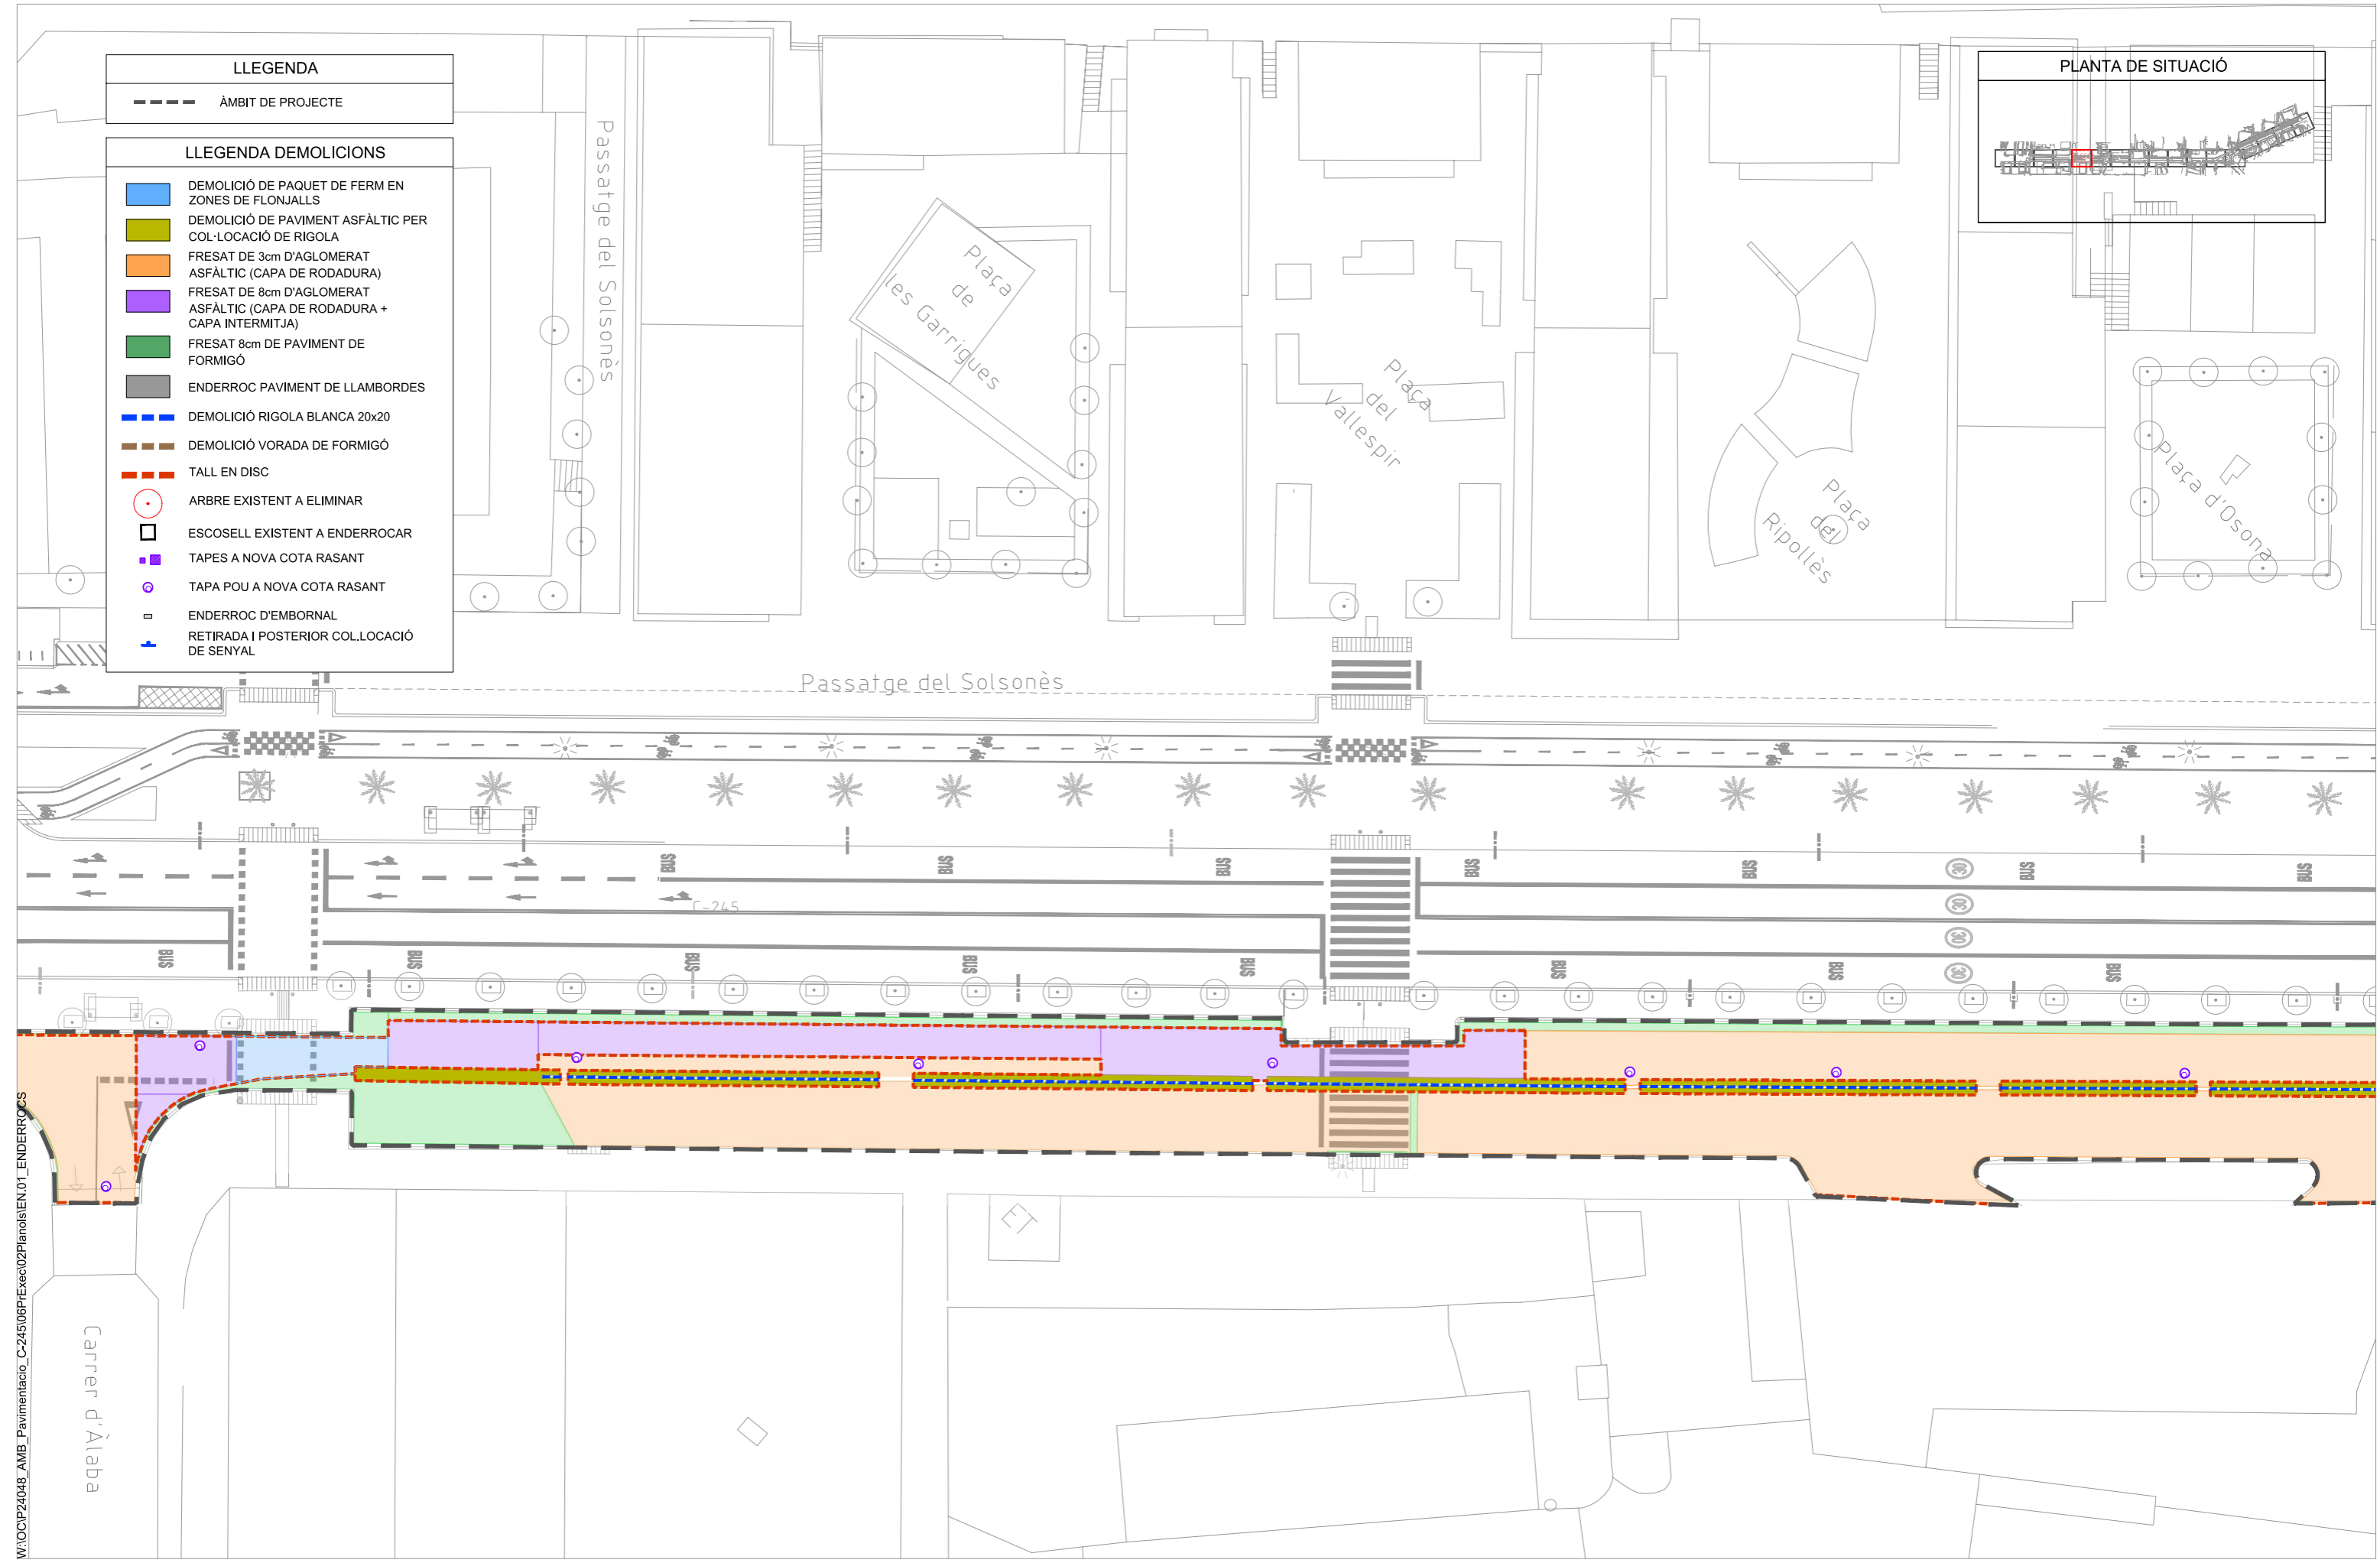 LLEGENDA
ÀMBIT DE PROJECTE
LLEGENDA DEMOLICIONS
DEMOLICIÓ DE PAQUET DE FERM EN
ZONES DE FLONJALLS
DEMOLICIÓ DE PAVIMENT ASFÀLTIC PER
COL·LOCACIÓ DE RIGOLA
FRESAT DE 3cm D'AGLOMERAT
ASFÀLTIC (CAPA DE RODADURA)
FRESAT DE 8cm D'AGLOMERAT
ASFÀLTIC (CAPA DE RODADURA +
CAPA INTERMITJA)
FRESAT 8cm DE PAVIMENT DE
FORMIGÓ
ENDERROC PAVIMENT DE LLAMBORDES
DEMOLICIÓ RIGOLA BLANCA 20x20
DEMOLICIÓ VORADA DE FORMIGÓ
TALL EN DISC
ARBRE EXISTENT A ELIMINAR
ESCOSELL EXISTENT A ENDERROCAR
TAPES A NOVA COTA RASANT
TAPA POU A NOVA COTA RASANT
ENDERROC D'EMBORNAL
RETIRADA I POSTERIOR COL.LOCACIÓ
DE SENYAL
PLANTA DE SITUACIÓ
Passatge del Solsonès
Plaça
de
les Garrigues
Plaça
del
Vallespir
Plaça
del
Ripollès
Plaça d'Osona
Passatge del Solsonès
BUS
BUS
BUS
BUS
BUS
BUS
BUS
C-245
30
30
30
30
BUS
BUS
BUS
BUS
BUS
BUS
BUS
BUS
ET
Carrer d'Àlaba
W:\OC\P24048_AMB_Pavimentacio_C-245\06PrExec\02Planols\EN.01_ENDERROCS